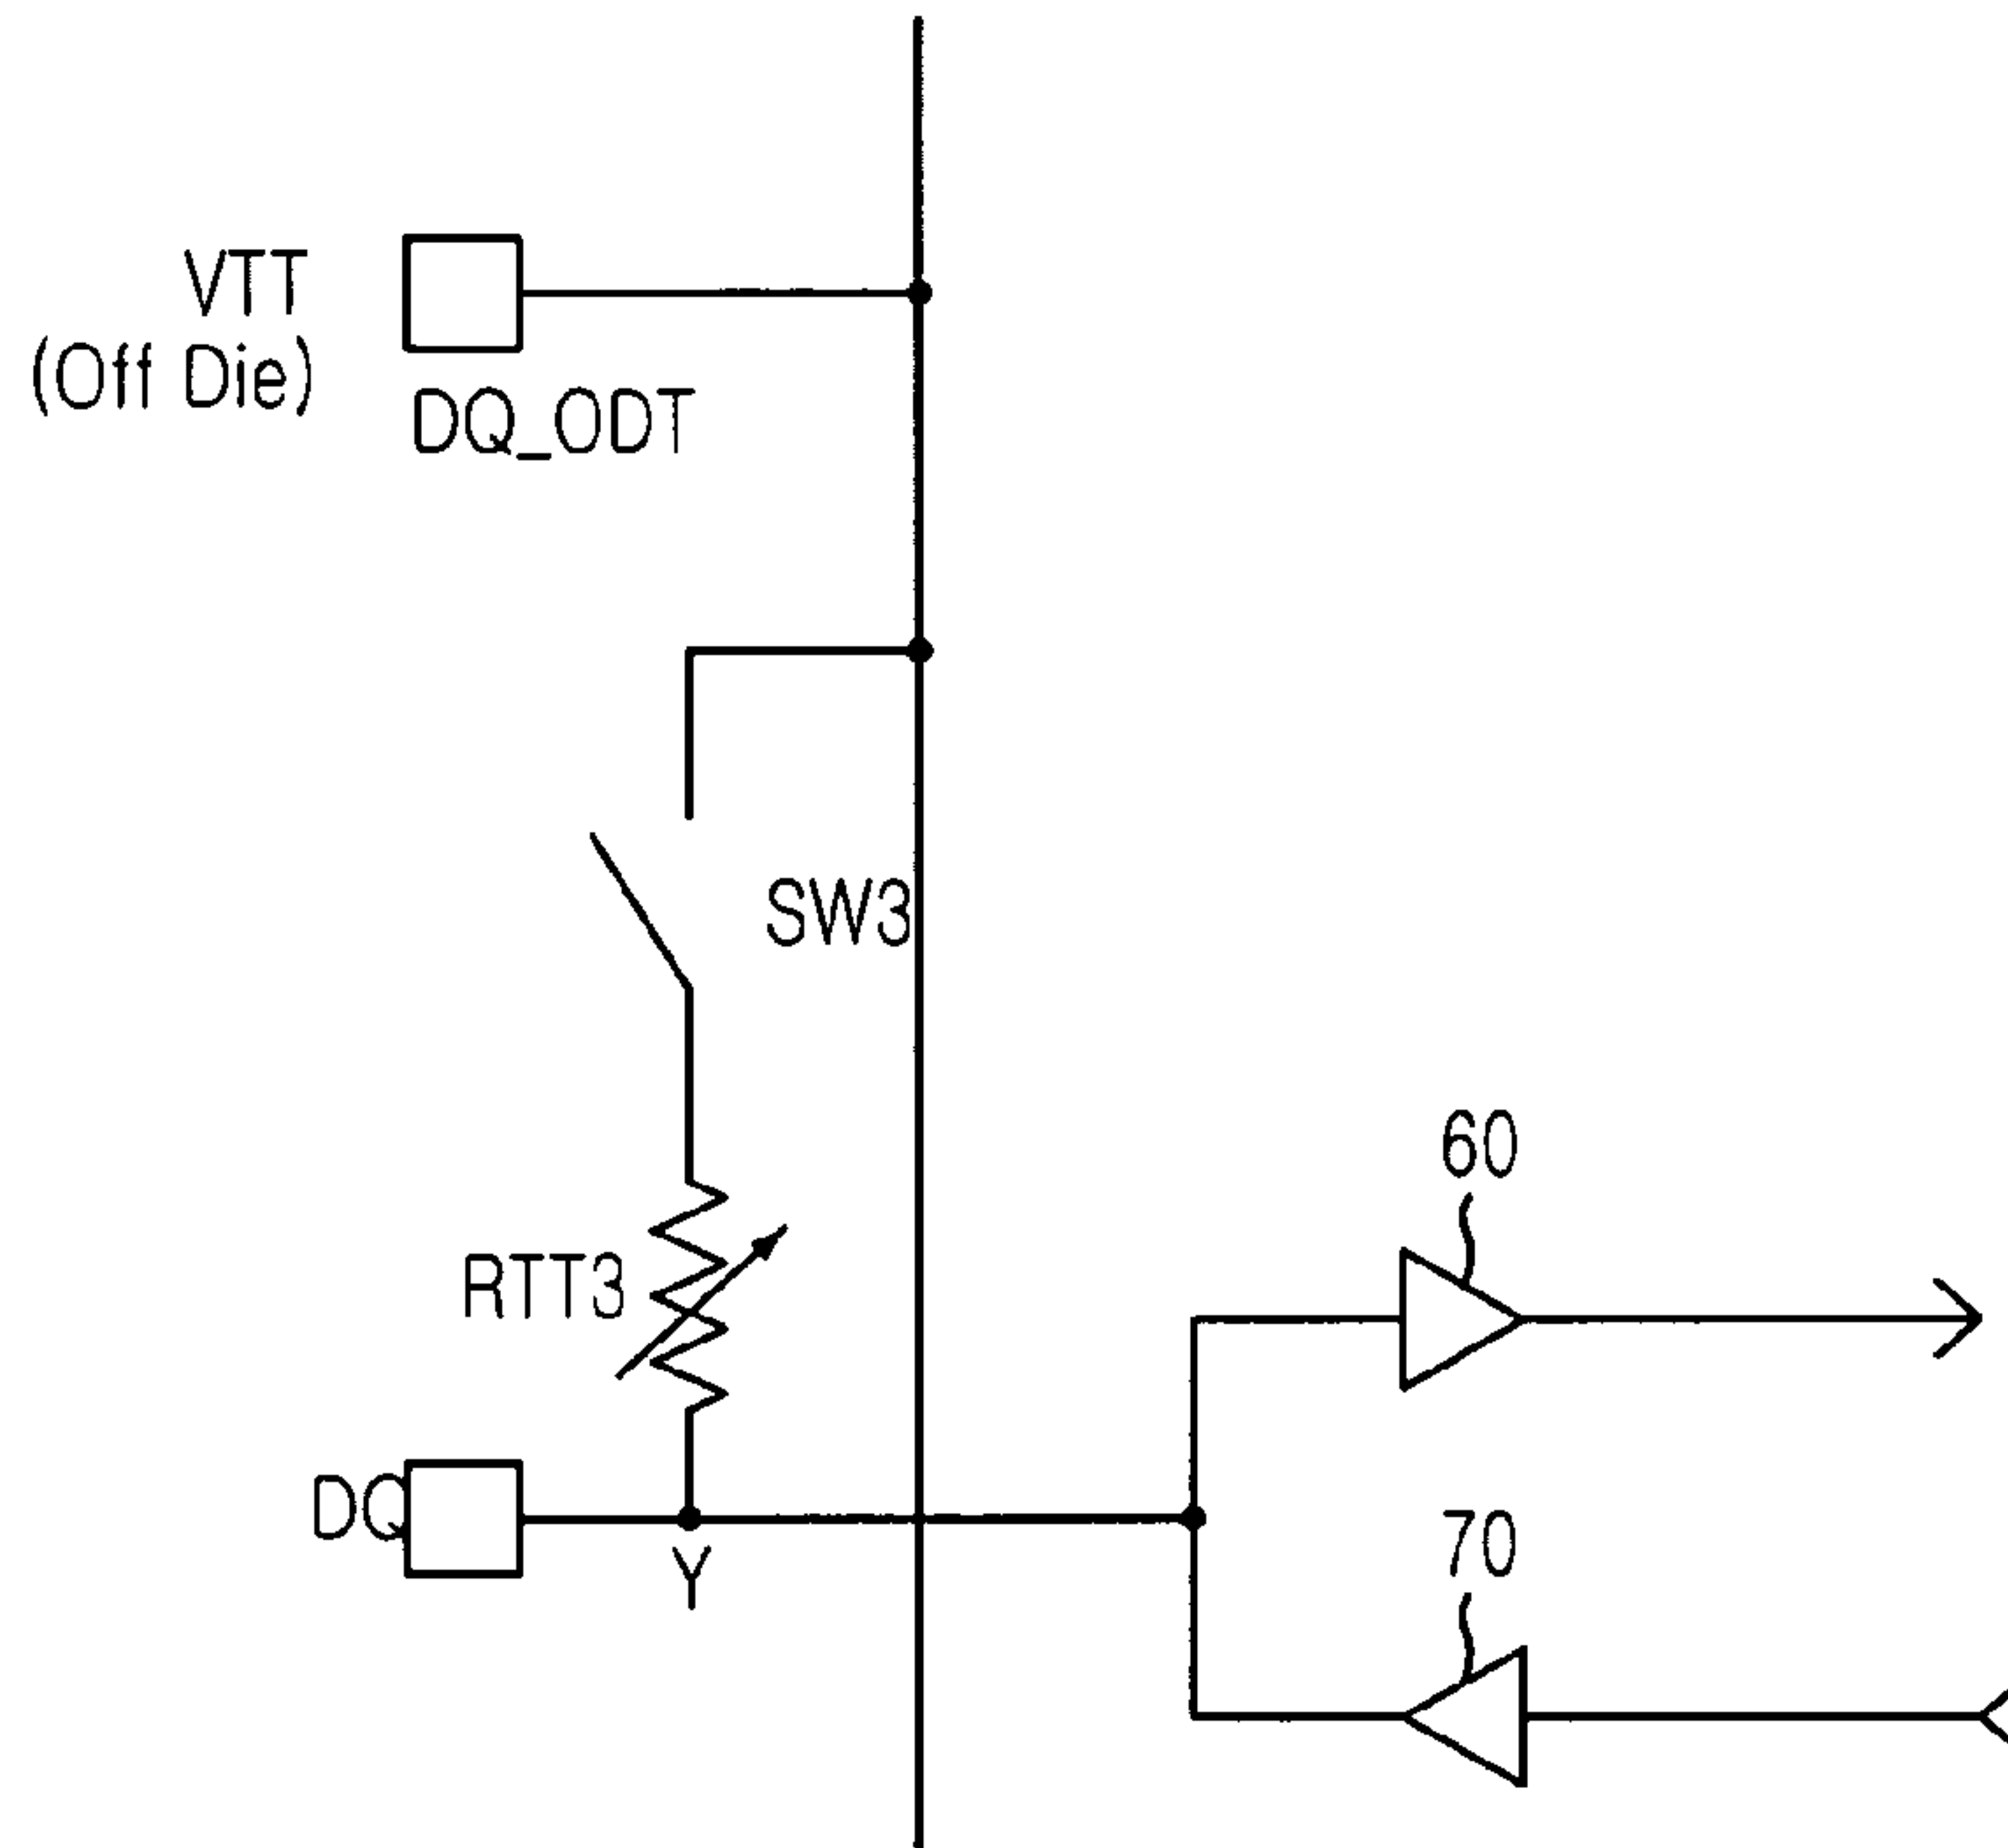 VTT
(Off Die)
DQ_ODT
SW3
60
RTT3
DQ
70
Y